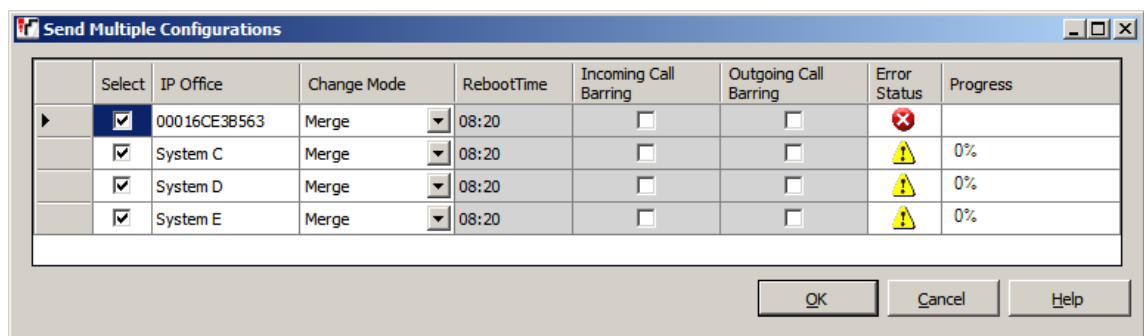 Send Multiple Configurations
Select IP Office Change Mode RebootTime Incoming Call Barring Outgoing Call Barring Error Status Progress
00016CE3B563 Merge 08:20
System C Merge 08:20 0%
System D Merge 08:20 0%
System E Merge 08:20 0%
OK Cancel Help